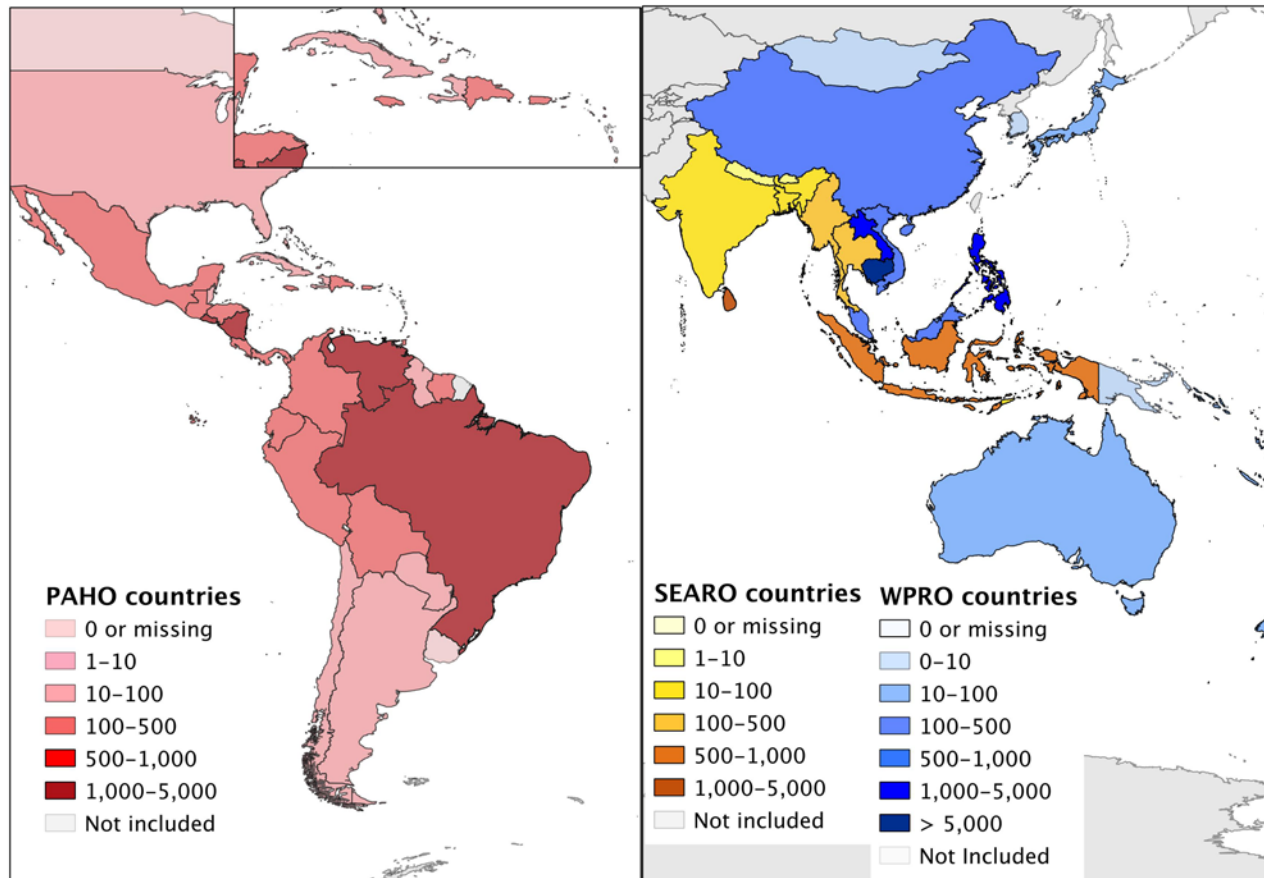 PAHO countries
0 or missing
1–10
10–100
100–500
500–1,000
1,000–5,000
Not included
SEARO countries
0 or missing
1–10
10–100
100–500
500–1,000
1,000–5,000
Not included
WPRO countries
0 or missing
0–10
10–100
100–500
500–1,000
1,000–5,000
> 5,000
Not Included